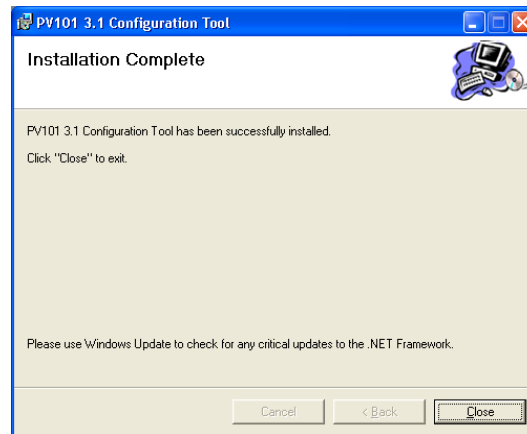 PV101 3.1 Configuration Tool
Installation Complete
PV101 3.1 Configuration Tool has been successfully installed.
Click "Close" to exit.
Please use Windows Update to check for any critical updates to the .NET Framework.
Cancel
< Back
Close